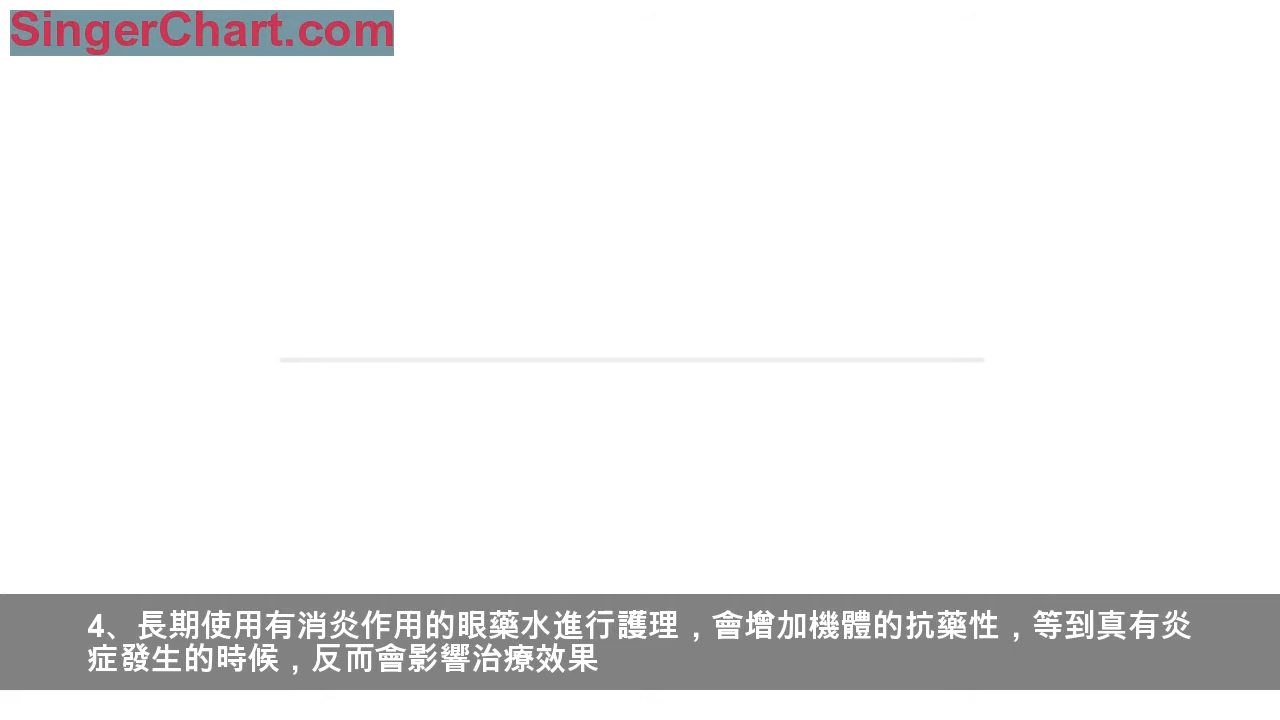 SingerChart.com
4、長期使用有消炎作用的眼藥水進行護理，會增加機體的抗藥性，等到真有炎
症發生的時候，反而會影響治療效果